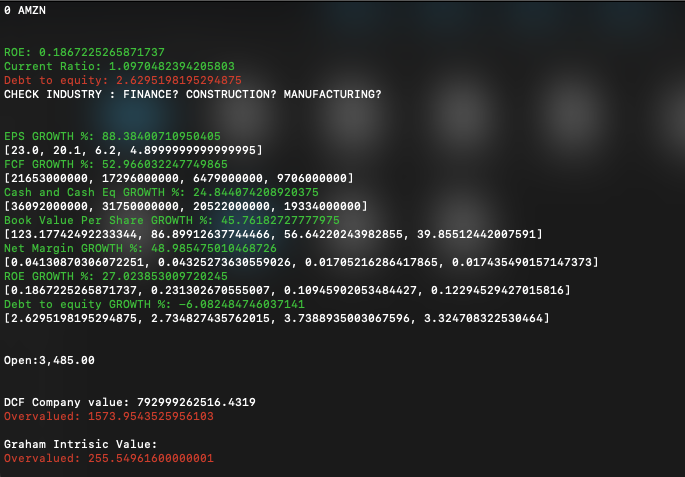 0 AMZN
ROE: 0.1867225265871737
Current Ratio: 1.0970482394205803
Debt to equity: 2.6295198195294875
CHECK INDUSTRY : FINANCE? CONSTRUCTION? MANUFACTURING?
EPS GROWTH %: 88.38400710950405
[23.0, 20.1, 6.2, 4.8999999999999995]
FCF GROWTH %: 52.966032247749865
[21653000000, 17296000000, 6479000000, 9706000000]
Cash and Cash Eq GROWTH %: 24.844074208920375
[36092000000, 31750000000, 20522000000, 19334000000]
Book Value Per Share GROWTH %: 45.76182727777975
[123.17742492233344, 86.89912637744466, 56.64220243982855, 39.85512442007591]
Net Margin GROWTH %: 48.985475010468726
[0.04130870306072251, 0.04325273630559026, 0.01705216286417865, 0.017435490157147373]
ROE GROWTH %: 27.023853009720245
[0.1867225265871737, 0.231302670555007, 0.10945902053484427, 0.12294529427015816]
Debt to equity GROWTH %: -6.082484746037141
[2.6295198195294875, 2.734827435762015, 3.7388935003067596, 3.324708322530464]
Open:3,485.00
DCF Company value: 792999262516.4319
Overvalued: 1573.9543525956103
Graham Intrisic Value:
Overvalued: 255.54961600000001